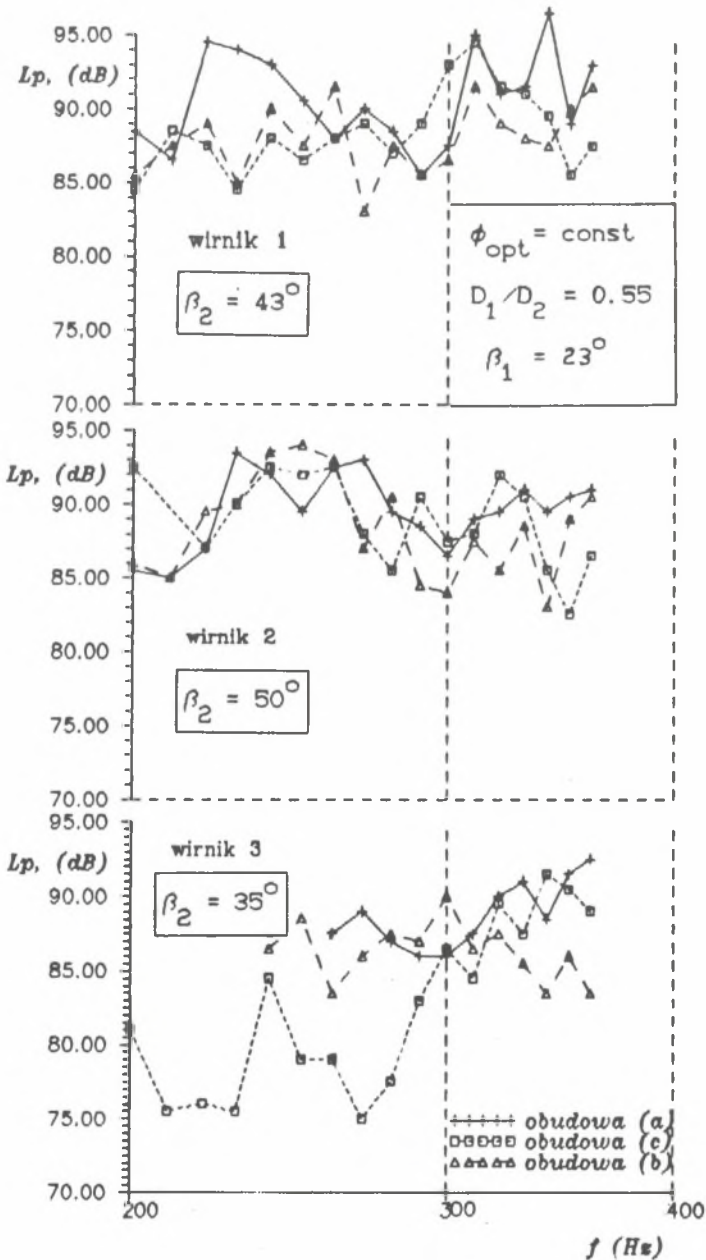 95.00
Lp, (dB)
90.00
85.00
80.00
75.00
70.00
wirnik 1
β₂ = 43°
ϕopt = const
D₁/D₂ = 0.55
β₁ = 23°
95.00
Lp, (dB)
90.00
85.00
80.00
75.00
70.00
wirnik 2
β₂ = 50°
95.00
Lp, (dB)
90.00
85.00
80.00
75.00
70.00
wirnik 3
β₂ = 35°
obudowa (a)
obudowa (c)
obudowa (b)
200
300
400
f (Hz)